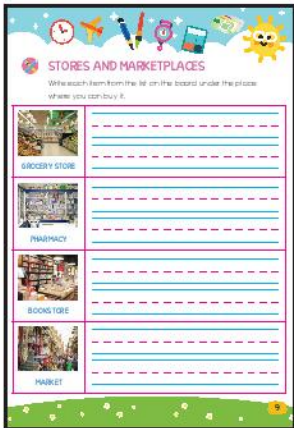 STORES AND MARKETPLACES
Write each item from the list on the board under the place
where you can buy it.
GROCERY STORE
PHARMACY
BOOKSTORE
MARKET
9